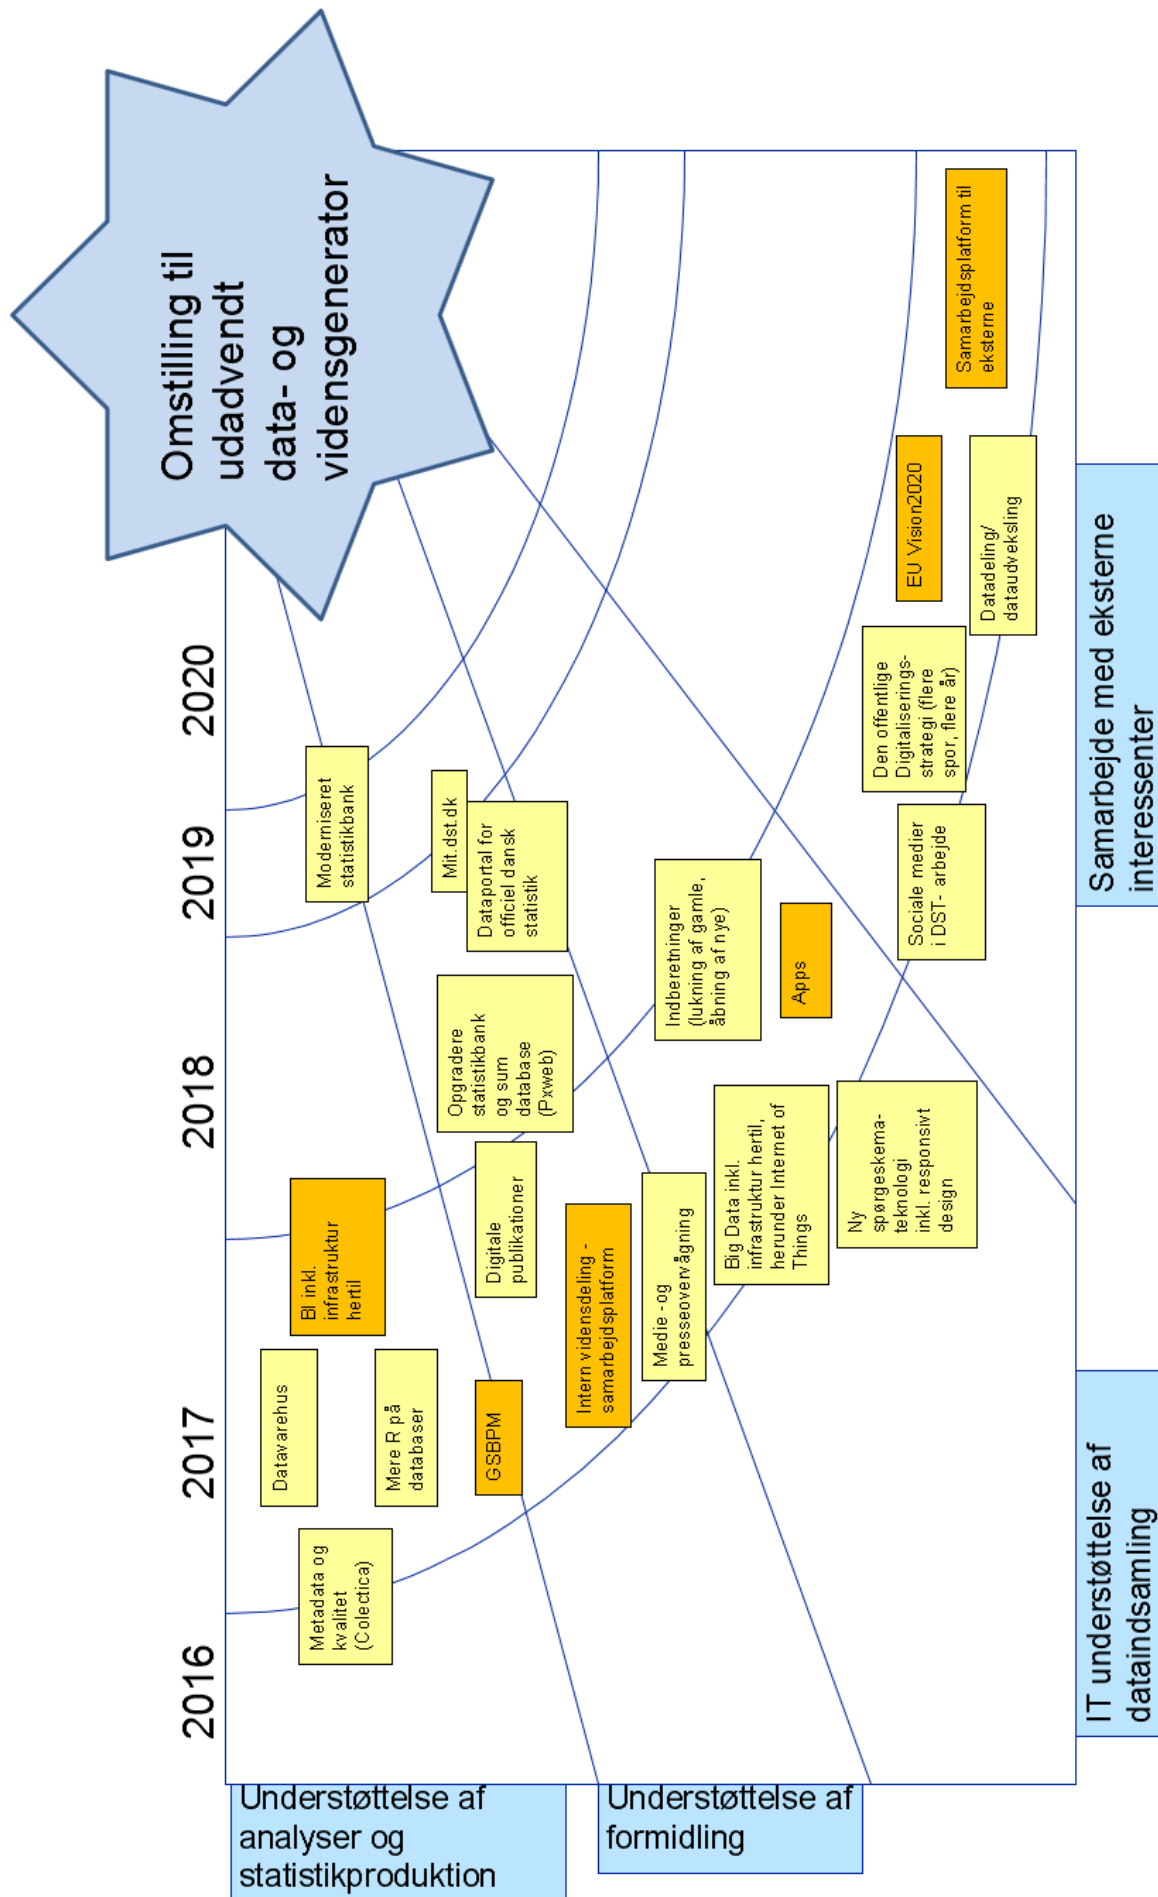 Omstilling til
udadvendt
data- og
vidensgenerator
2016
2017
2018
2019
2020
Understøttelse af
analyser og
statistikproduktion
Metadata og
kvalitet
(Colectica)
Datavarehus
Mere R på
databaser
GSBPM
BI inkl.
infrastruktur
hertil
Moderniseret
statistikbank
Understøttelse af
formidling
Intern vidensdeling -
samarbejdsplatform
Medie -og
presseovervågning
Digitale
publikationer
Opgradere
statistikbank
og sum
database
(Pxweb)
Mit.dst.dk
Dataportal for
officiel dansk
statistik
IT understøttelse af
dataindsamling
Big Data inkl.
infrastruktur hertil,
herunder Internet of
Things
Ny
spørgeskema-
teknologi
inkl. responsivt
design
Indberetninger
(lukning af gamle,
åbning af nye)
Apps
Samarbejde med eksterne
interessenter
Sociale medier
i DST- arbejde
Den offentlige
Digitaliserings-
strategi (flere
spor, flere år)
EU Vision2020
Datadeling/
dataudveksling
Samarbejdsplatform til
eksterne